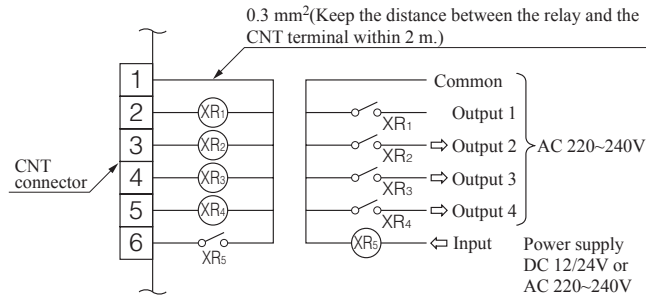 0.3 mm²(Keep the distance between the relay and the
CNT terminal within 2 m.)
1
2
3
4
5
6
CNT
connector
XR1
XR2
XR3
XR4
XR5
Common
XR1
Output 1
XR2
⇨ Output 2
XR3
⇨ Output 3
XR4
⇨ Output 4
AC 220~240V
XR5
⇦ Input
Power supply
DC 12/24V or
AC 220~240V